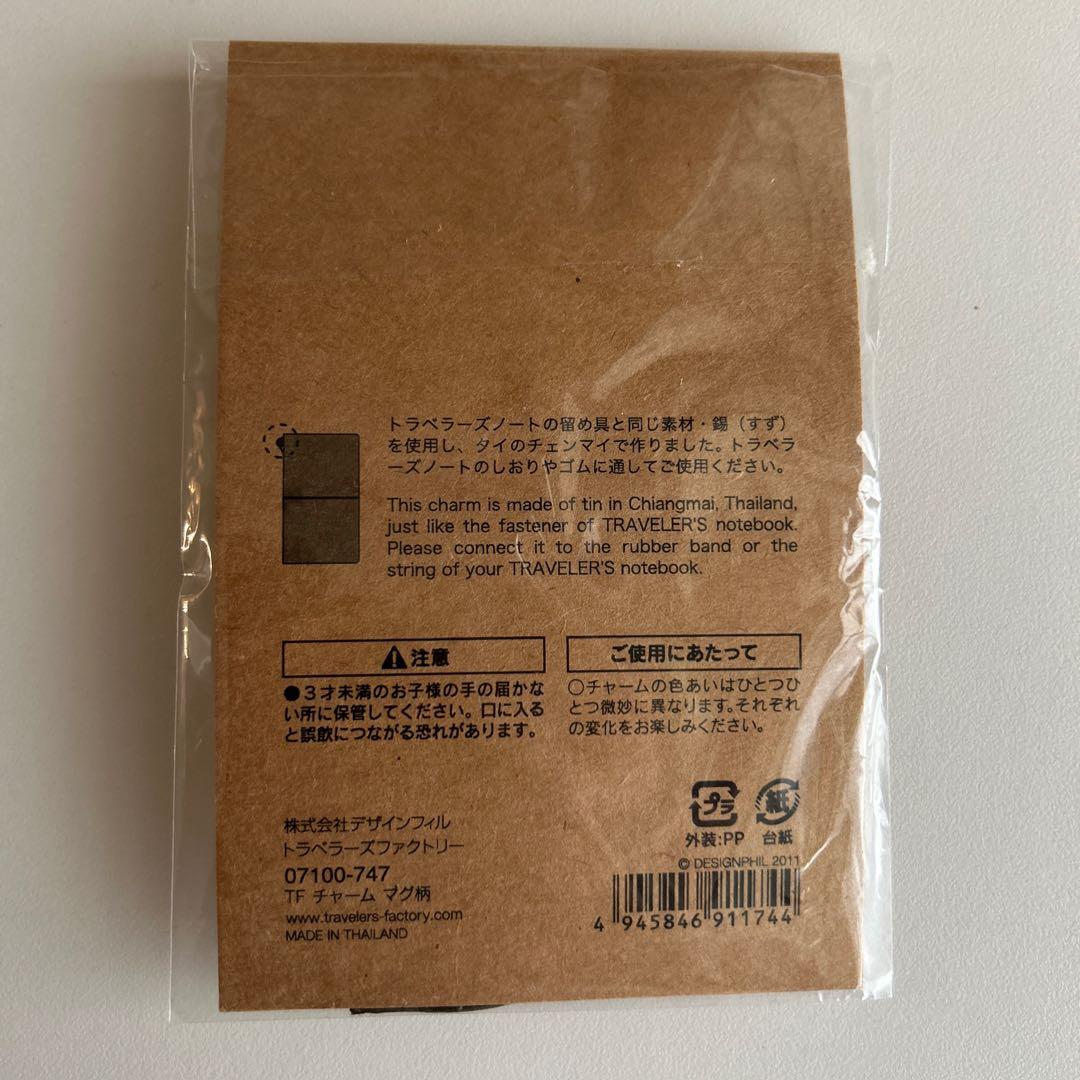 トラベラーズノートの留め具と同じ素材・錫（すず）
を使用し、タイのチェンマイで作りました。トラベラ
ーズノートのしおりやゴムに通してご使用ください。
This charm is made of tin in Chiangmai, Thailand,
just like the fastener of TRAVELER'S notebook.
Please connect it to the rubber band or the
string of your TRAVELER'S notebook.
注意
●3才未満のお子様の手の届かな
い所に保管してください。口に入る
と誤飲につながる恐れがあります。
ご使用にあたって
○チャームの色あいはひとつひ
とつ微妙に異なります。それぞれ
の変化をお楽しみください。
プラ
紙
外装:PP
台紙
株式会社デザインフィル
トラベラーズファクトリー
07100-747
TF チャーム マグ柄
www.travelers-factory.com
MADE IN THAILAND
© DESIGNPHIL 2011
4 945846 911744